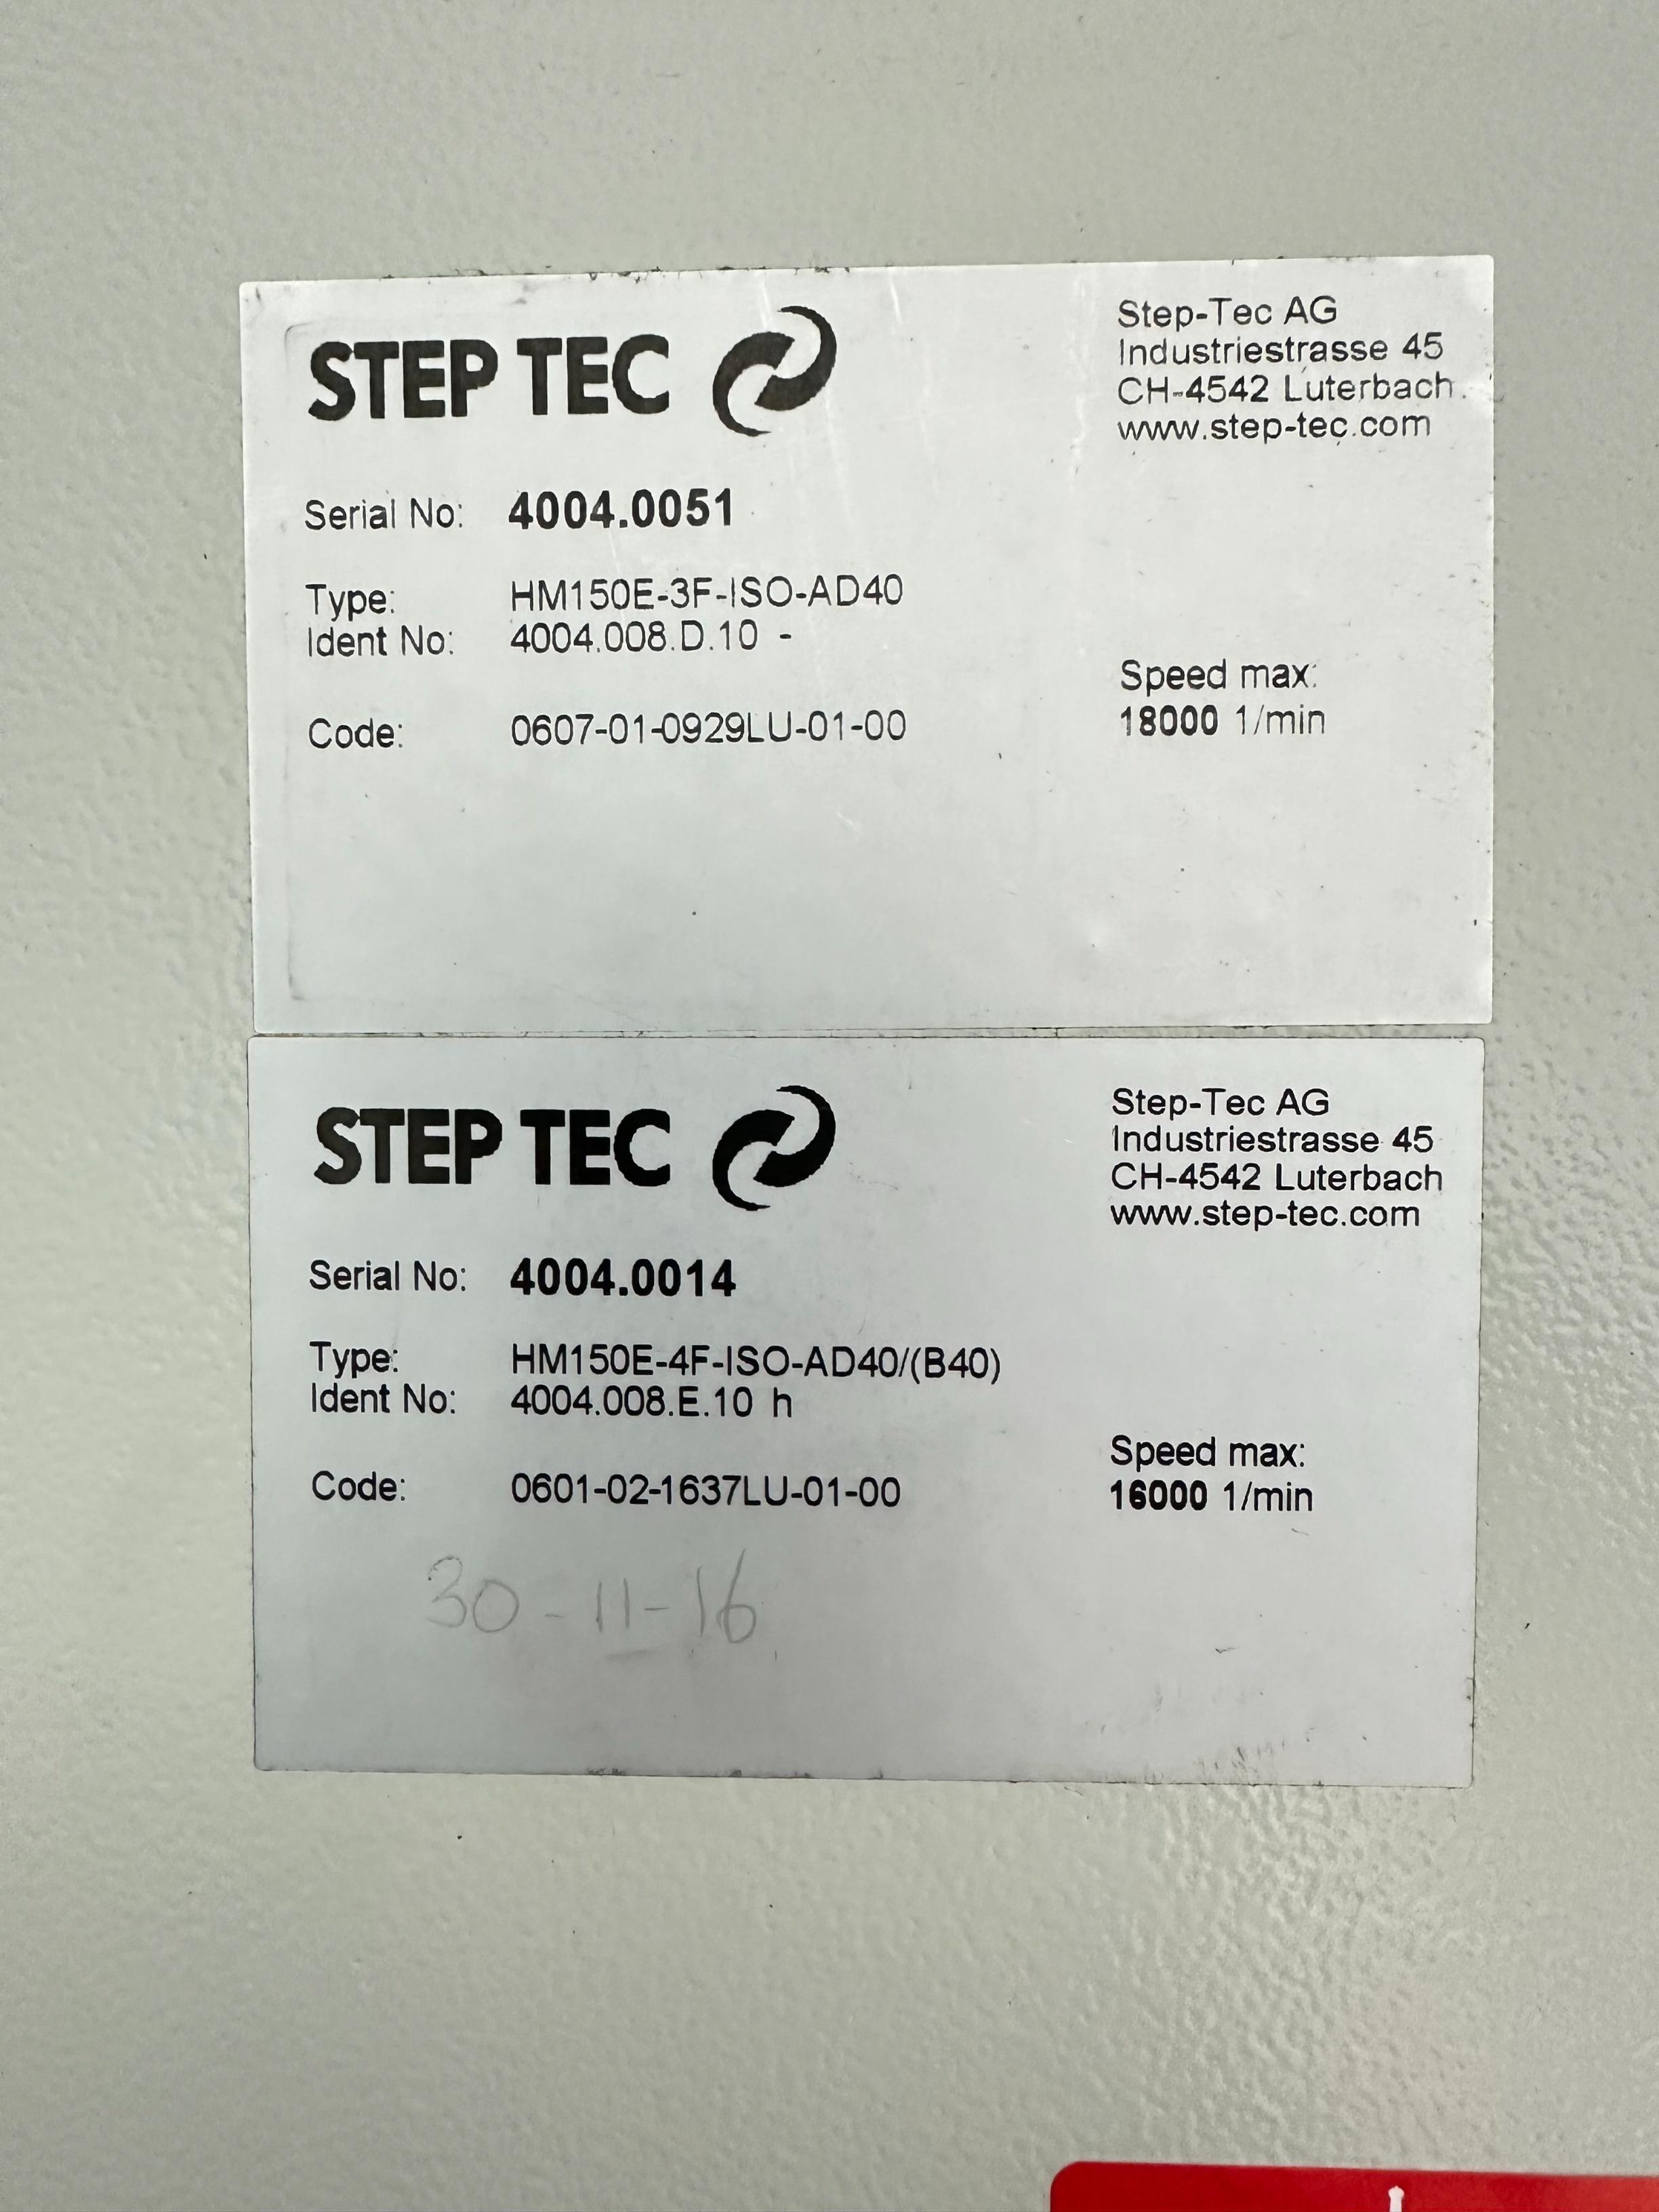 STEP TEC
Step-Tec AG
Industriestrasse 45
CH-4542 Luterbach
www.step-tec.com
Serial No: 4004.0051
Type: HM150E-3F-ISO-AD40
Ident No: 4004.008.D.10 -
Speed max:
Code: 0607-01-0929LU-01-00
18000 1/min
STEP TEC
Step-Tec AG
Industriestrasse 45
CH-4542 Luterbach
www.step-tec.com
Serial No: 4004.0014
Type: HM150E-4F-ISO-AD40/(B40)
Ident No: 4004.008.E.10 h
Speed max:
Code: 0601-02-1637LU-01-00
16000 1/min
30-11-16